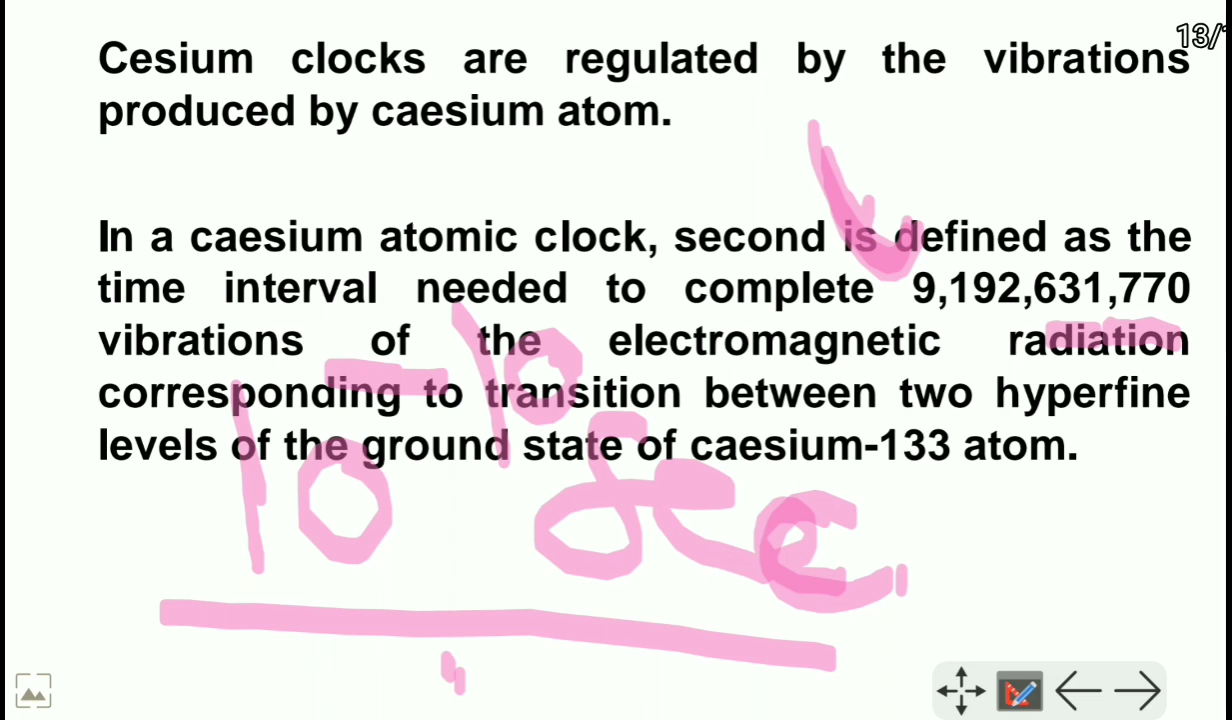 13/
Cesium clocks are regulated by the vibrations
produced by caesium atom.
In a caesium atomic clock, second is defined as the
time interval needed to complete 9,192,631,770
vibrations of the electromagnetic radiation
corresponding to transition between two hyperfine
levels of the ground state of caesium-133 atom.
10⁻¹⁰ sec